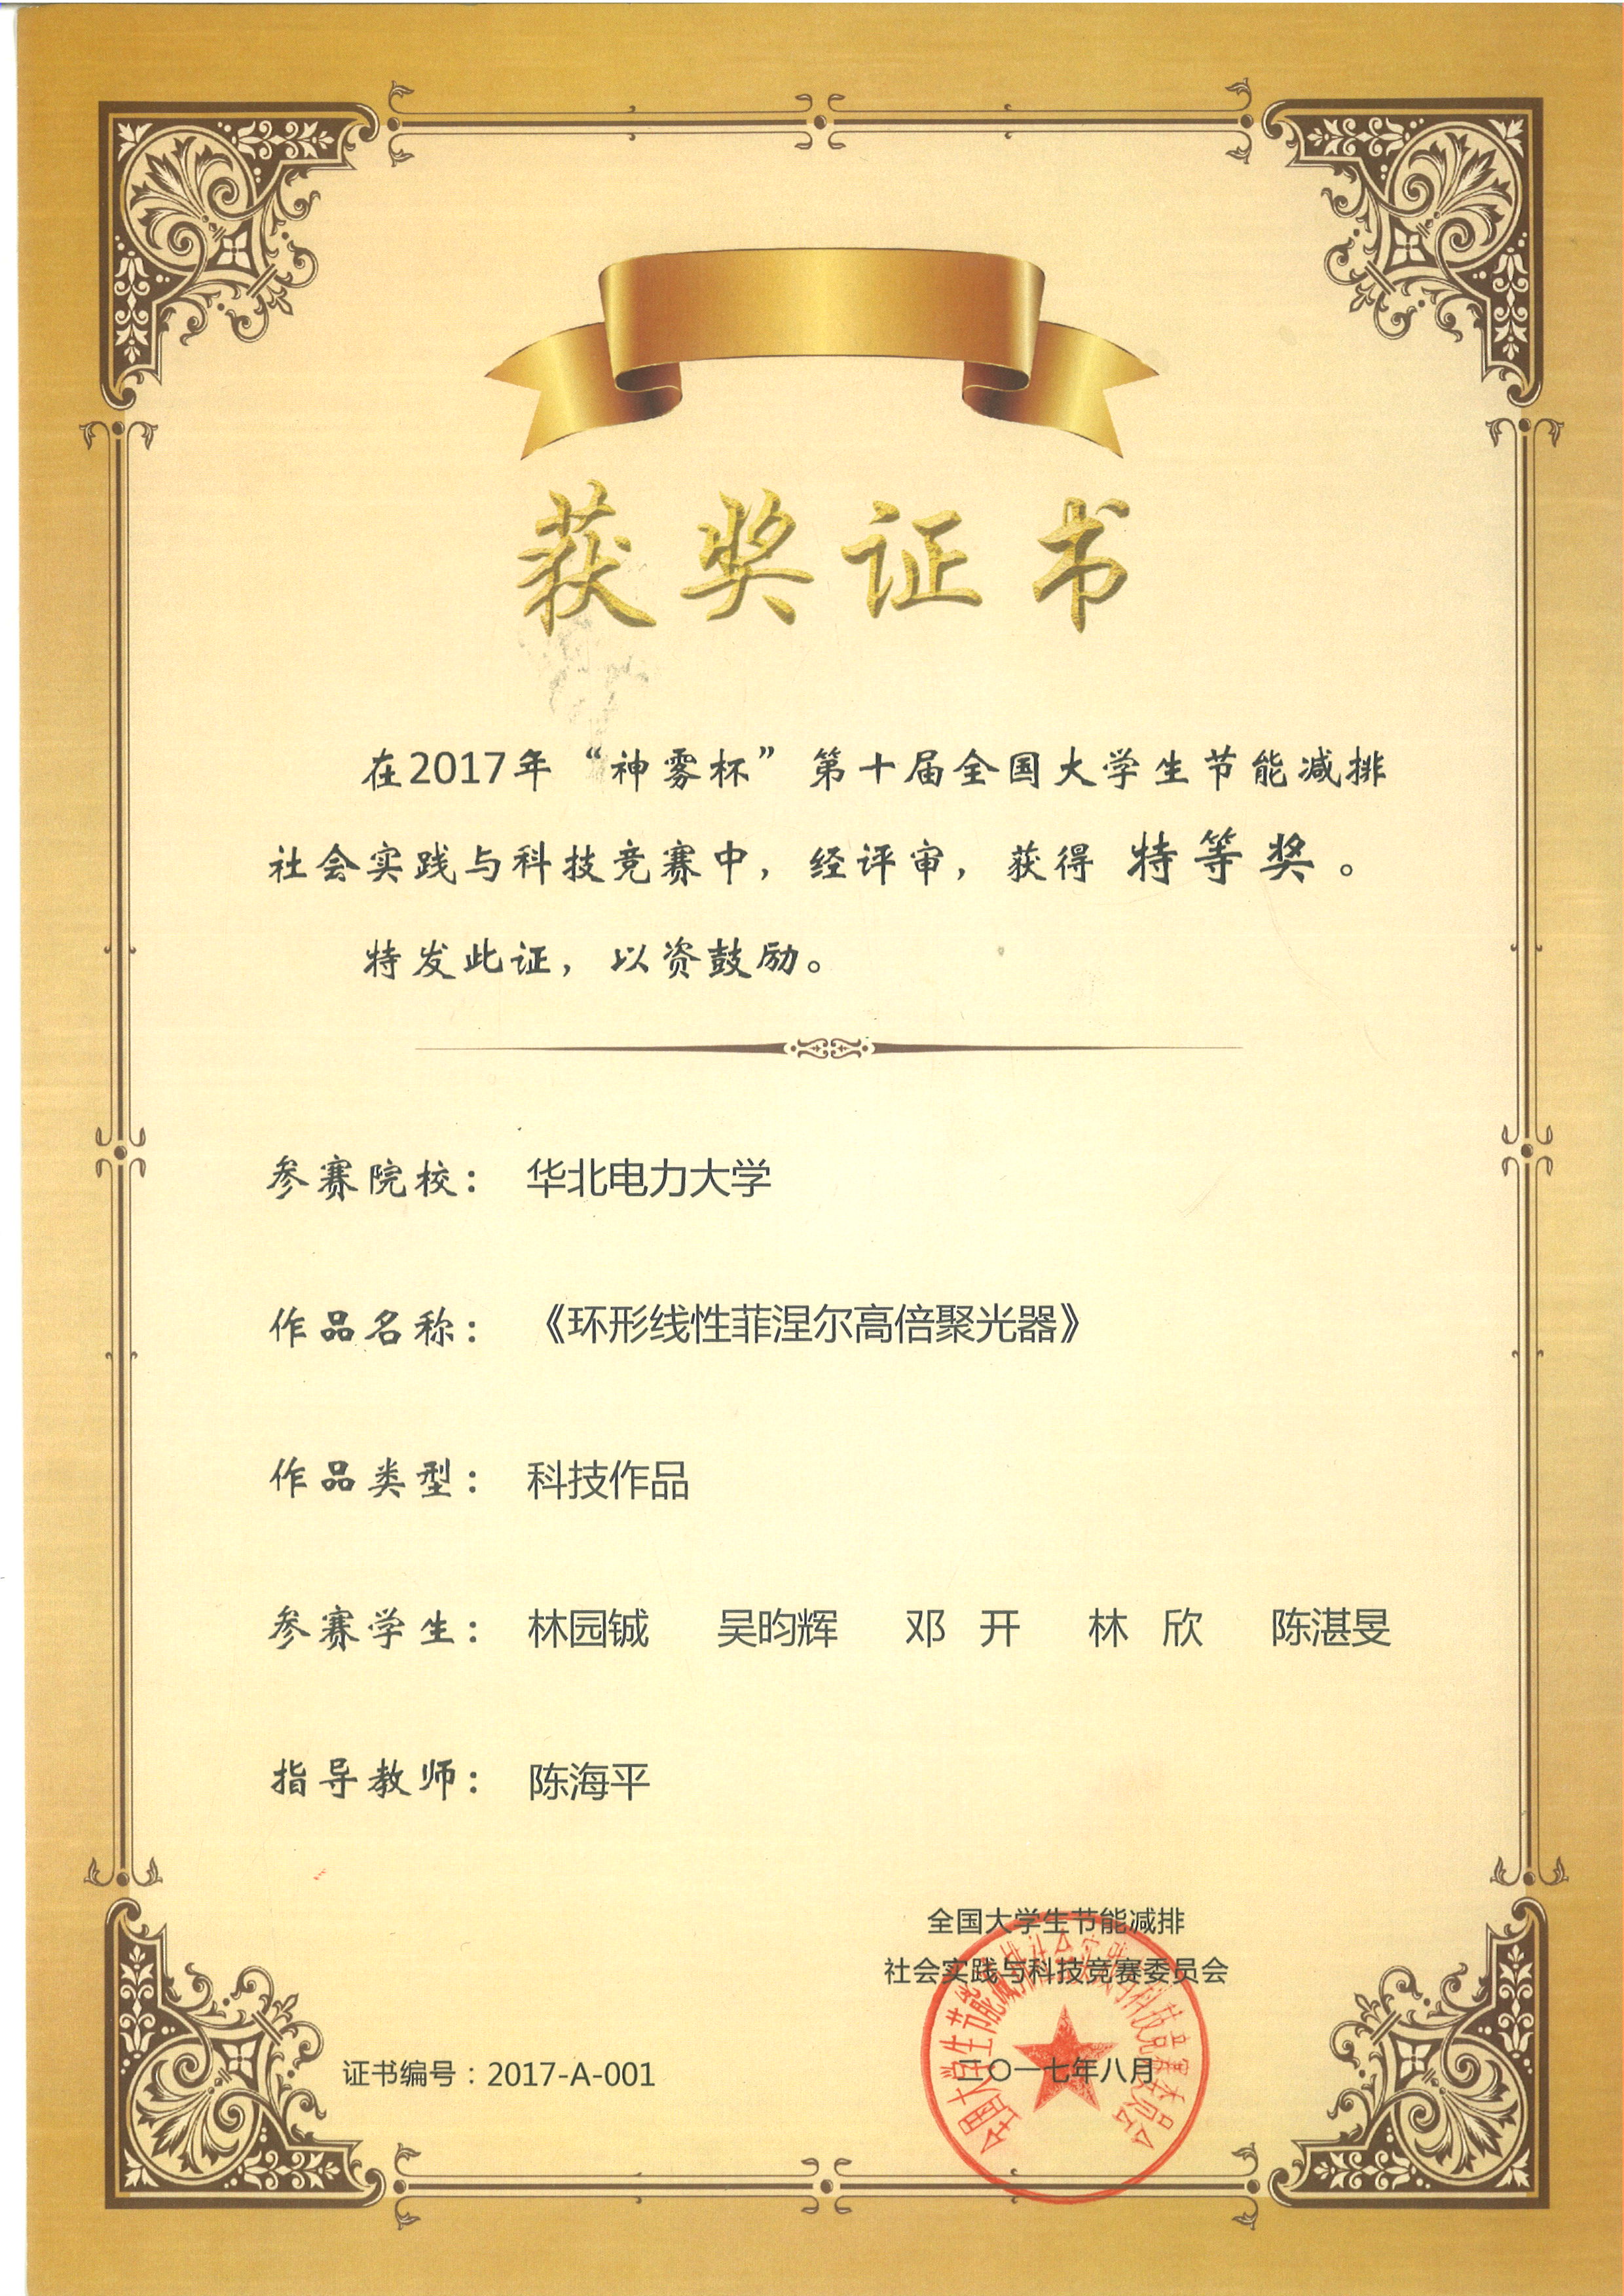 获奖证书
在2017年“神雾杯”第十届全国大学生节能减排
社会实践与科技竞赛中，经评审，获得 特等奖。
特发此证，以资鼓励。
参赛院校： 华北电力大学
作品名称： 《环形线性菲涅尔高倍聚光器》
作品类型： 科技作品
参赛学生： 林园铖 吴昀辉 邓 开 林 欣 陈湛旻
指导教师： 陈海平
全国大学生节能减排
社会实践与科技竞赛委员会
全国大学生节能减排社会实践与科技竞赛委员会
二〇一七年八月
证书编号：2017-A-001